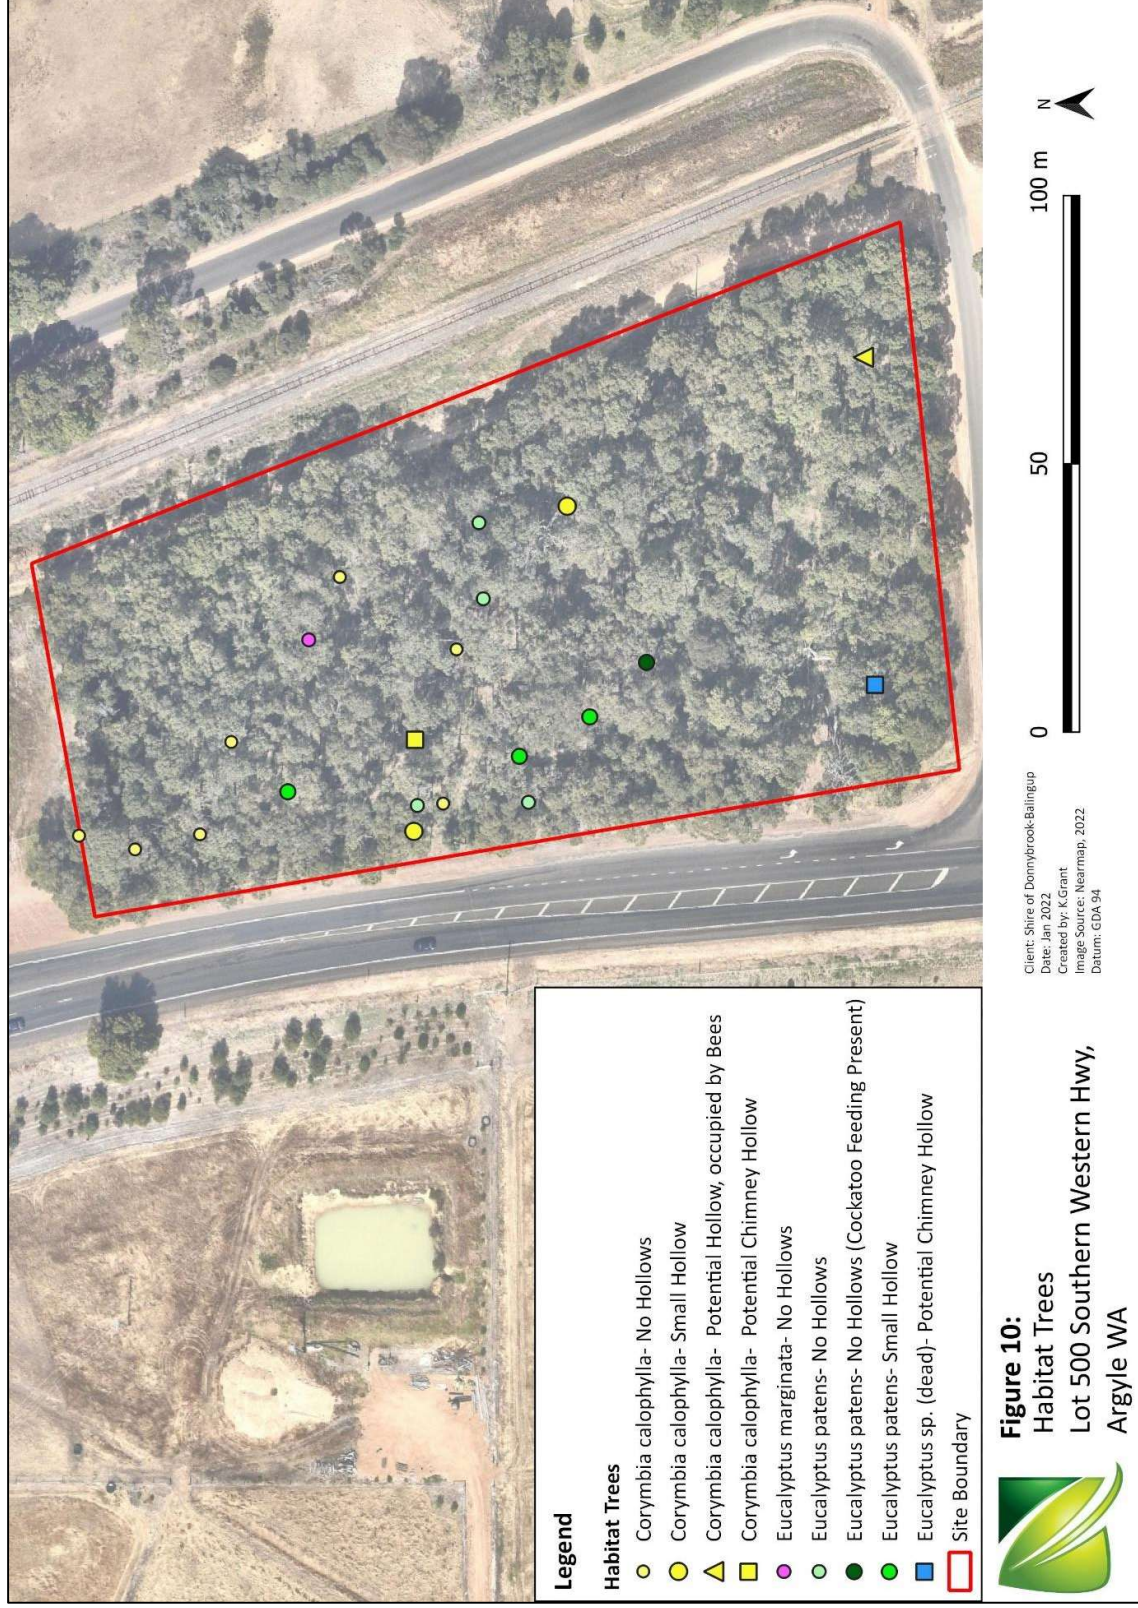 Legend
Habitat Trees
Corymbia calophylla- No Hollows
Corymbia calophylla- Small Hollow
Corymbia calophylla- Potential Hollow, occupied by Bees
Corymbia calophylla- Potential Chimney Hollow
Eucalyptus marginata- No Hollows
Eucalyptus patens- No Hollows
Eucalyptus patens- No Hollows (Cockatoo Feeding Present)
Eucalyptus patens- Small Hollow
Eucalyptus sp. (dead)- Potential Chimney Hollow
Site Boundary
Figure 10:
Habitat Trees
Lot 500 Southern Western Hwy,
Argyle WA
Client: Shire of Donnybrook-Balingup
Date: Jan 2022
Created by: K.Grant
Image Source: Nearmap, 2022
Datum: GDA 94
0 50 100 m
N